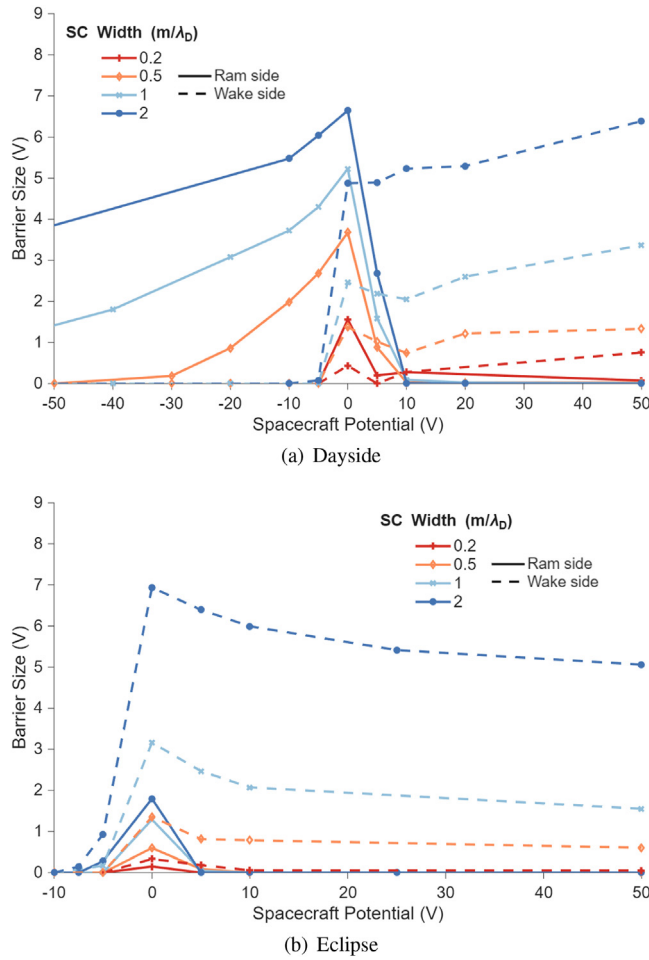 9
8
7
6
5
4
3
2
1
0
Barrier Size (V)
SC Width (m/λD)
0.2
0.5 Ram side
1 Wake side
2
-50 -40 -30 -20 -10 0 10 20 30 40 50
Spacecraft Potential (V)
(a) Dayside
9
8
7
6
5
4
3
2
1
0
Barrier Size (V)
SC Width (m/λD)
0.2
0.5 Ram side
1 Wake side
2
-10 0 10 20 30 40 50
Spacecraft Potential (V)
(b) Eclipse